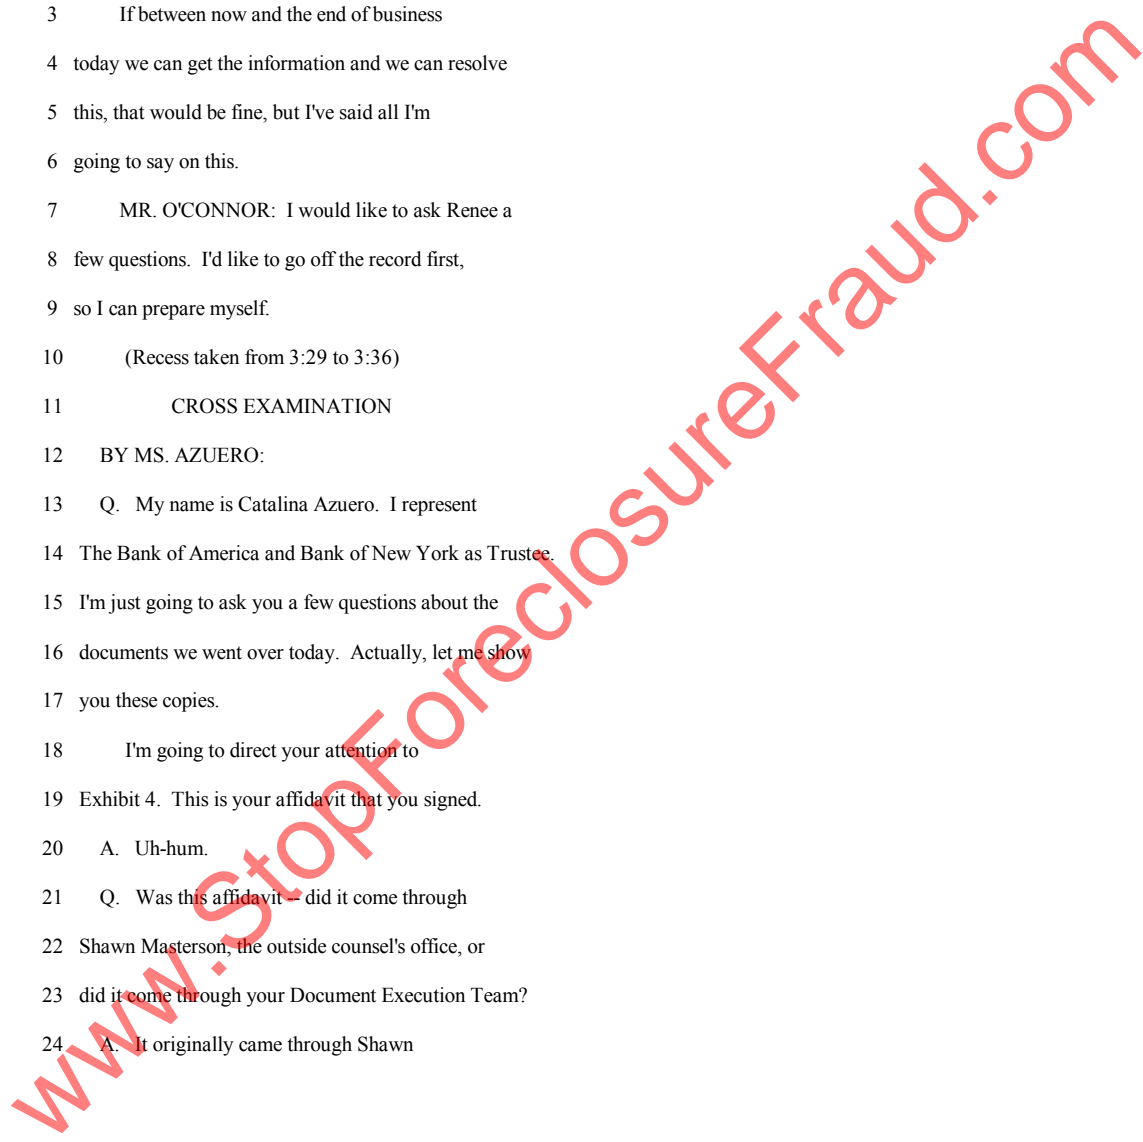 3 If between now and the end of business
4 today we can get the information and we can resolve
5 this, that would be fine, but I've said all I'm
6 going to say on this.
7 MR. O'CONNOR: I would like to ask Renee a
8 few questions. I'd like to go off the record first,
9 so I can prepare myself.
10 (Recess taken from 3:29 to 3:36)
11 CROSS EXAMINATION
12 BY MS. AZUERO:
13 Q. My name is Catalina Azuero. I represent
14 The Bank of America and Bank of New York as Trustee.
15 I'm just going to ask you a few questions about the
16 documents we went over today. Actually, let me show
17 you these copies.
18 I'm going to direct your attention to
19 Exhibit 4. This is your affidavit that you signed.
20 A. Uh-hum.
21 Q. Was this affidavit -- did it come through
22 Shawn Masterson, the outside counsel's office, or
23 did it come through your Document Execution Team?
24 A. It originally came through Shawn
www.StopForeclosureFraud.com